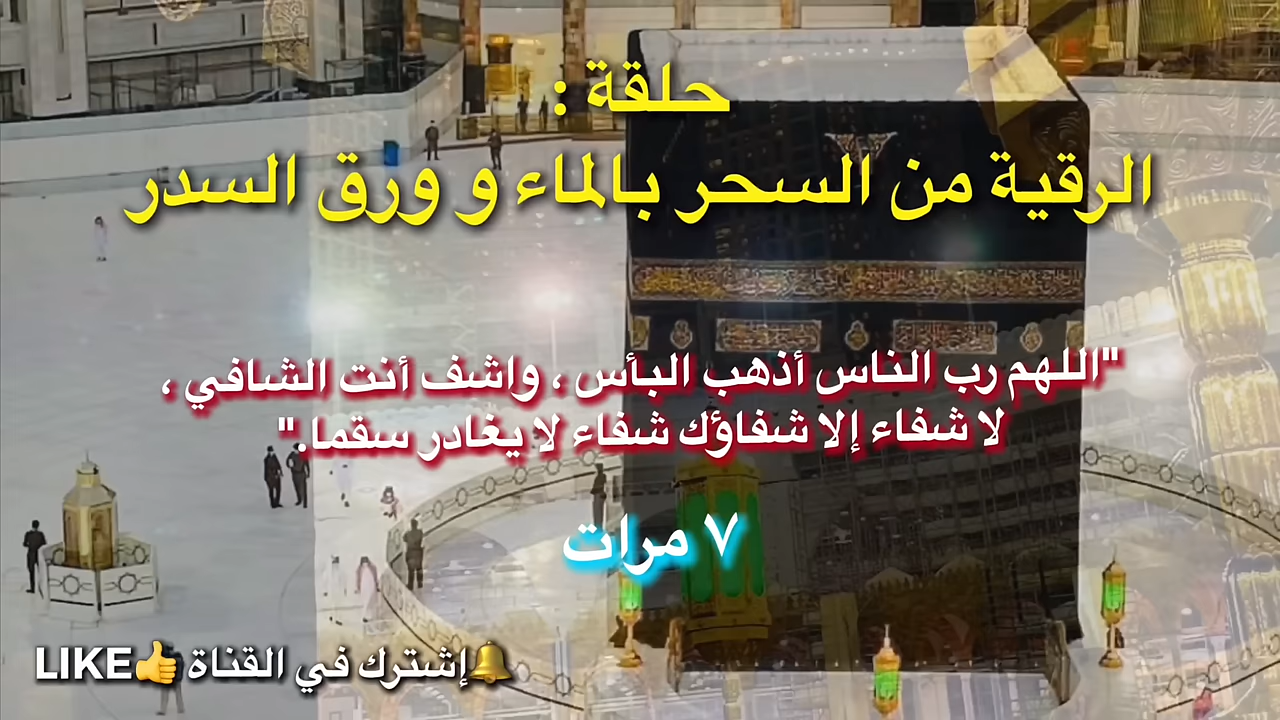 حلقة :
الرقية من السحر بالماء و ورق السدر
"اللهم رب الناس أذهب البأس ، واشف أنت الشافي ،
لا شفاء إلا شفاؤك شفاء لا يغادر سقما."
٧ مرات
🔔إشترك في القناة👍LIKE